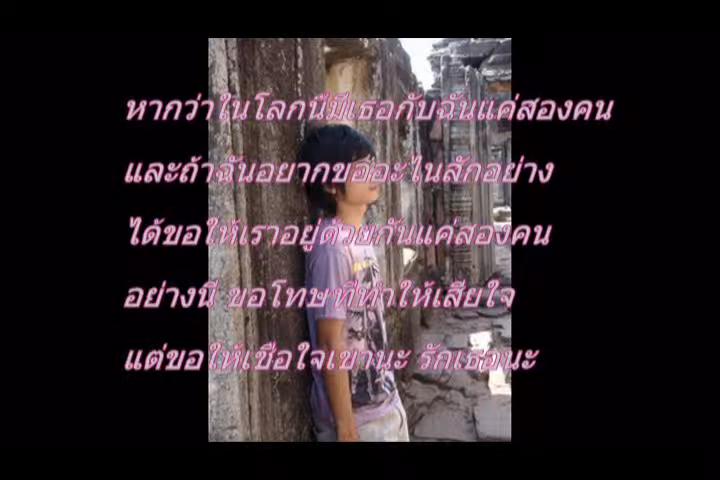 หากว่าในโลกนี้มีเธอกับฉันแค่สองคน
และถ้าฉันอยากขออะไนสักอย่าง
ได้ขอให้เราอยู่ด้วยกันแค่สองคน
อย่างนี้ ขอโทษที่ทำให้เสียใจ
แต่ขอให้เชื่อใจเขานะ รักเธอนะ